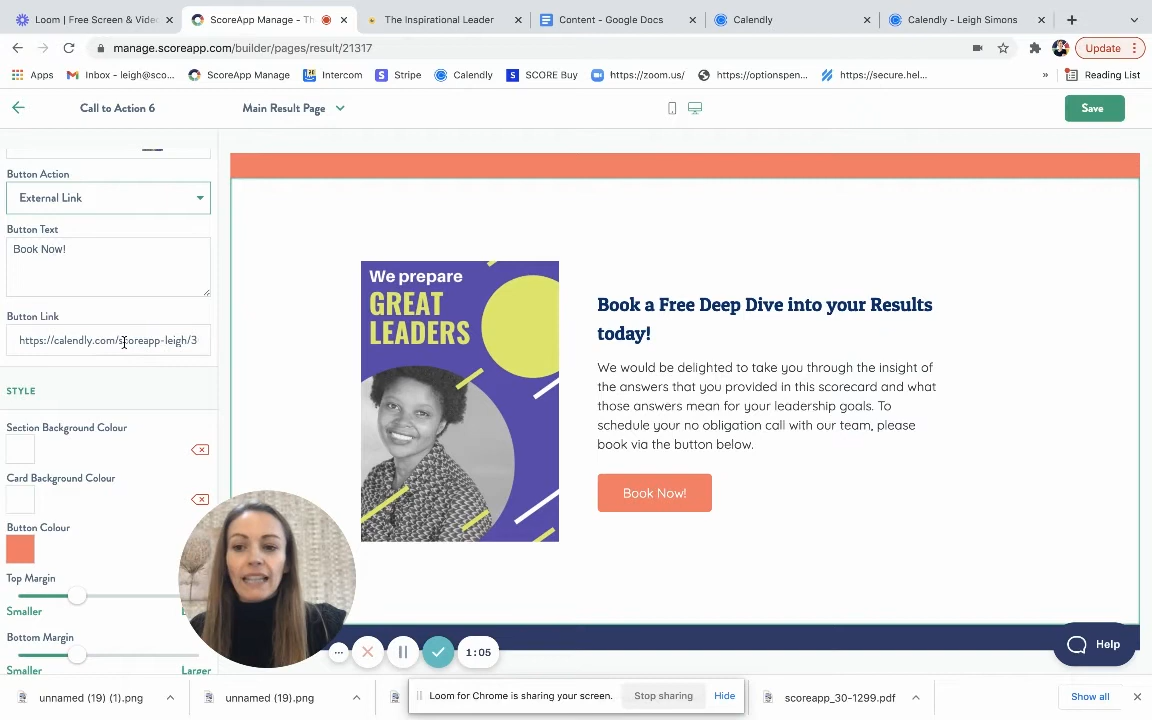 Loom | Free Screen & Video
ScoreApp Manage - Th
The Inspirational Leader
Content - Google Docs
Calendly
Calendly - Leigh Simons
manage.scoreapp.com/builder/pages/result/21317
Update
Apps
Inbox - leigh@sco...
ScoreApp Manage
Intercom
Stripe
Calendly
SCORE Buy
https://zoom.us/
https://optionspen...
https://secure.hel...
»
Reading List
Call to Action 6
Main Result Page
Save
Button Action
External Link
Button Text
Book Now!
Button Link
https://calendly.com/scoreapp-leigh/3
STYLE
Section Background Colour
Card Background Colour
Button Colour
Top Margin
Smaller
Bottom Margin
Smaller
Larger
We prepare
GREAT
LEADERS
Book a Free Deep Dive into your Results
today!
We would be delighted to take you through the insight of
the answers that you provided in this scorecard and what
those answers mean for your leadership goals. To
schedule your no obligation call with our team, please
book via the button below.
Book Now!
1:05
Help
unnamed (19) (1).png
unnamed (19).png
Loom for Chrome is sharing your screen.
Stop sharing
Hide
scoreapp_30-1299.pdf
Show all